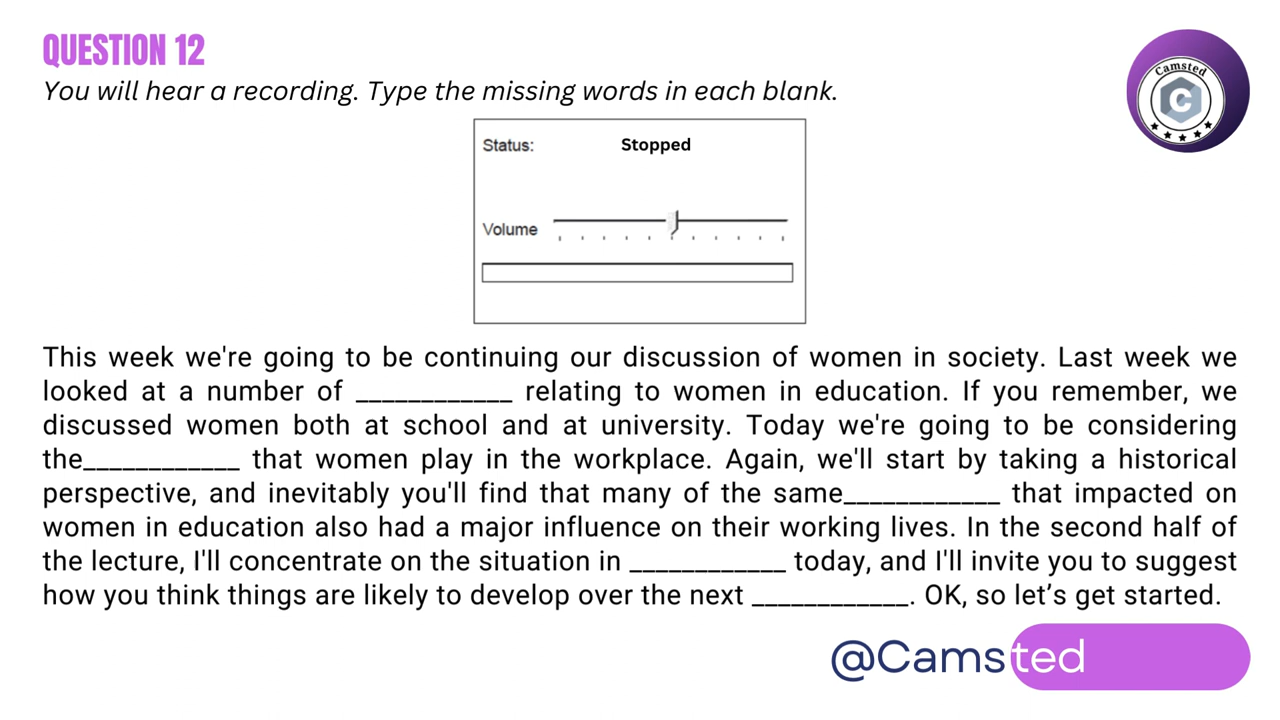 QUESTION 12
You will hear a recording. Type the missing words in each blank.
Camsted
C
Status: Stopped
Volume
This week we're going to be continuing our discussion of women in society. Last week we
looked at a number of ____________ relating to women in education. If you remember, we
discussed women both at school and at university. Today we're going to be considering
the____________ that women play in the workplace. Again, we'll start by taking a historical
perspective, and inevitably you'll find that many of the same____________ that impacted on
women in education also had a major influence on their working lives. In the second half of
the lecture, I'll concentrate on the situation in ____________ today, and I'll invite you to suggest
how you think things are likely to develop over the next ____________. OK, so let’s get started.
@Camsted